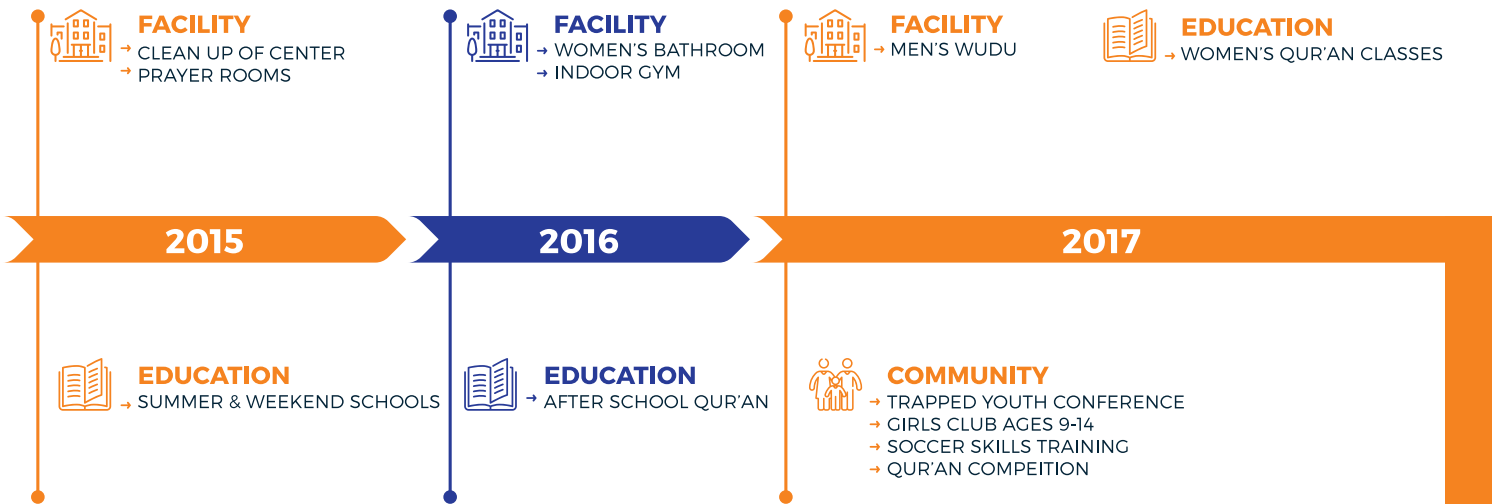 FACILITY
→ CLEAN UP OF CENTER
→ PRAYER ROOMS
FACILITY
→ WOMEN'S BATHROOM
→ INDOOR GYM
FACILITY
→ MEN'S WUDU
EDUCATION
→ WOMEN'S QUR'AN CLASSES
2015
2016
2017
EDUCATION
→ SUMMER & WEEKEND SCHOOLS
EDUCATION
→ AFTER SCHOOL QUR'AN
COMMUNITY
→ TRAPPED YOUTH CONFERENCE
→ GIRLS CLUB AGES 9-14
→ SOCCER SKILLS TRAINING
→ QUR'AN COMPEITION